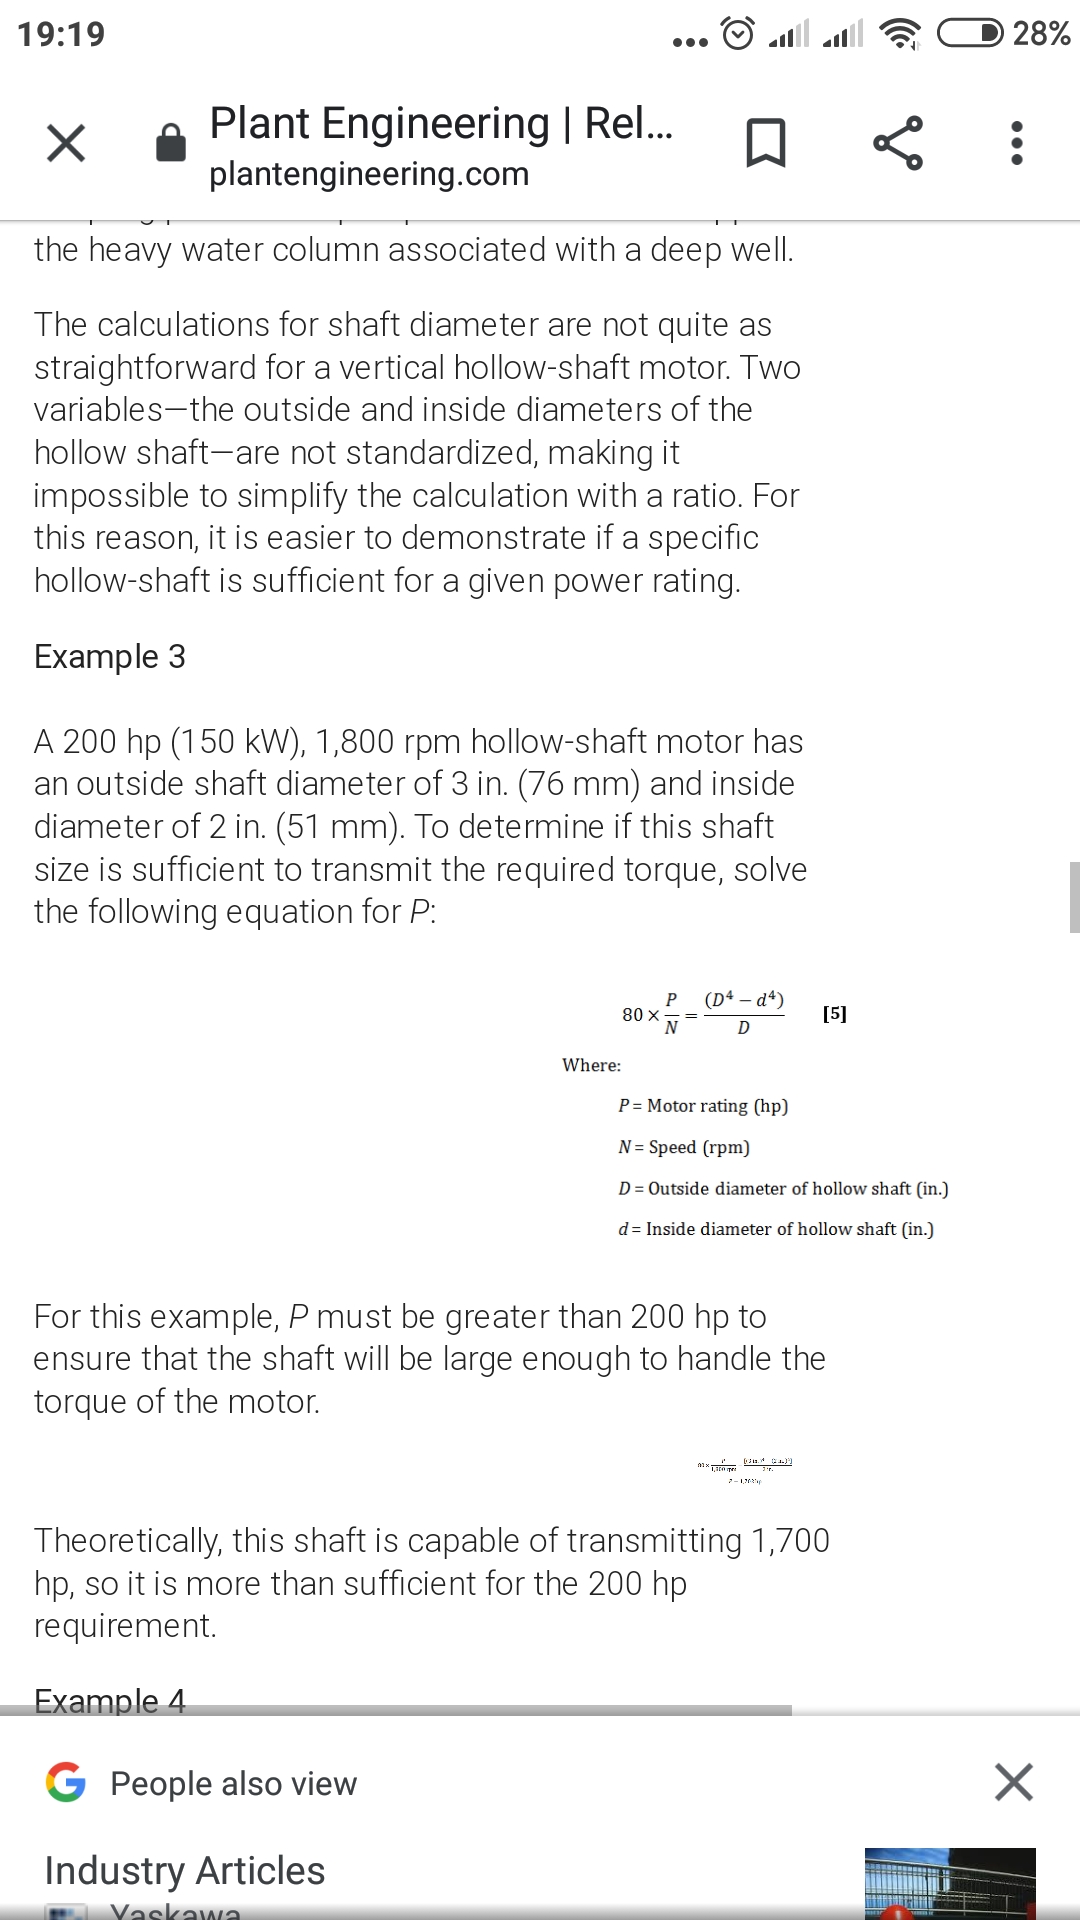 19:19
28%
Plant Engineering | Rel...
plantengineering.com
the heavy water column associated with a deep well.
The calculations for shaft diameter are not quite as
straightforward for a vertical hollow-shaft motor. Two
variables—the outside and inside diameters of the
hollow shaft—are not standardized, making it
impossible to simplify the calculation with a ratio. For
this reason, it is easier to demonstrate if a specific
hollow-shaft is sufficient for a given power rating.
Example 3
A 200 hp (150 kW), 1,800 rpm hollow-shaft motor has
an outside shaft diameter of 3 in. (76 mm) and inside
diameter of 2 in. (51 mm). To determine if this shaft
size is sufficient to transmit the required torque, solve
the following equation for P:
80 × P/N = (D⁴ – d⁴)/D [5]
Where:
P = Motor rating (hp)
N = Speed (rpm)
D = Outside diameter of hollow shaft (in.)
d = Inside diameter of hollow shaft (in.)
For this example, P must be greater than 200 hp to
ensure that the shaft will be large enough to handle the
torque of the motor.
Theoretically, this shaft is capable of transmitting 1,700
hp, so it is more than sufficient for the 200 hp
requirement.
Example 4
People also view
Industry Articles
Yaskawa